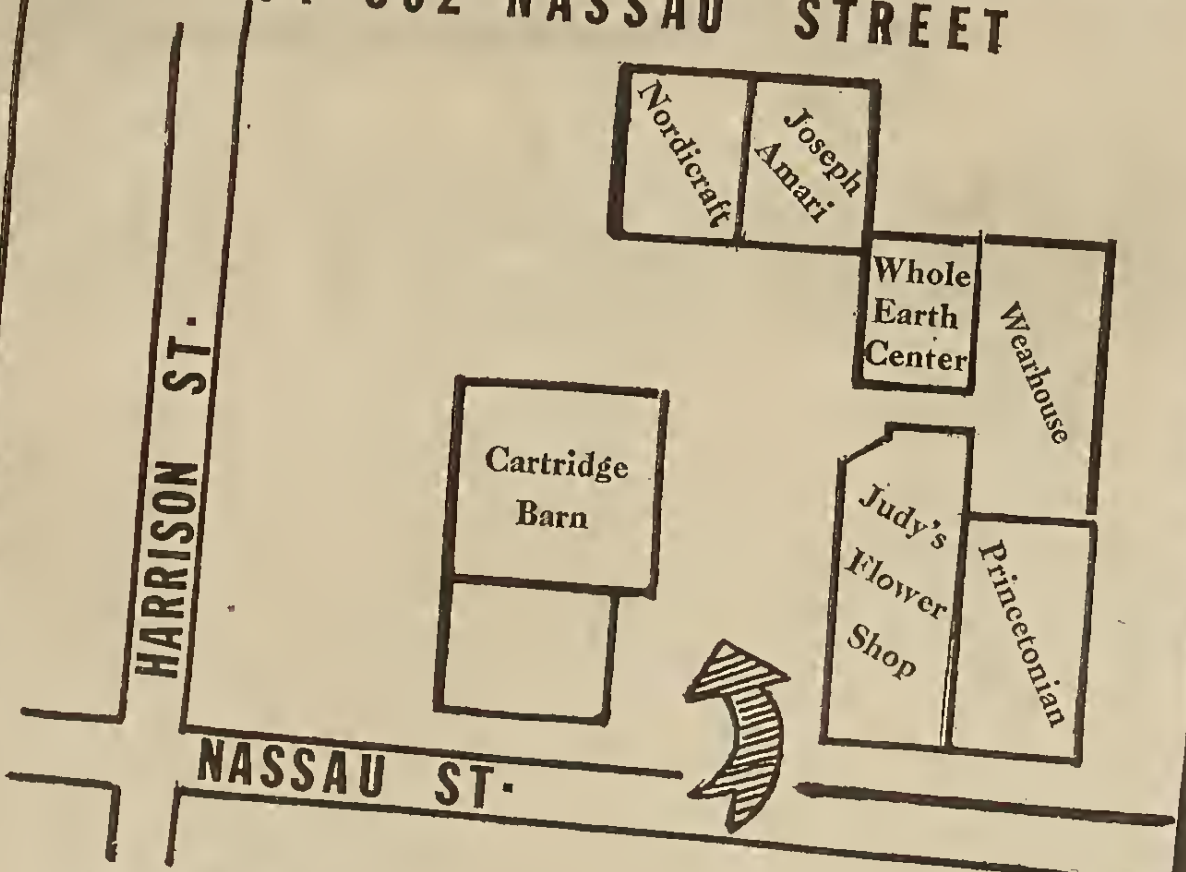 NASSAU STREET
Nordicraft
Joseph
Amari
Whole
Earth
Center
Wearhouse
HARRISON ST.
Cartridge
Barn
Judy's
Flower
Shop
Princetonian
NASSAU ST.